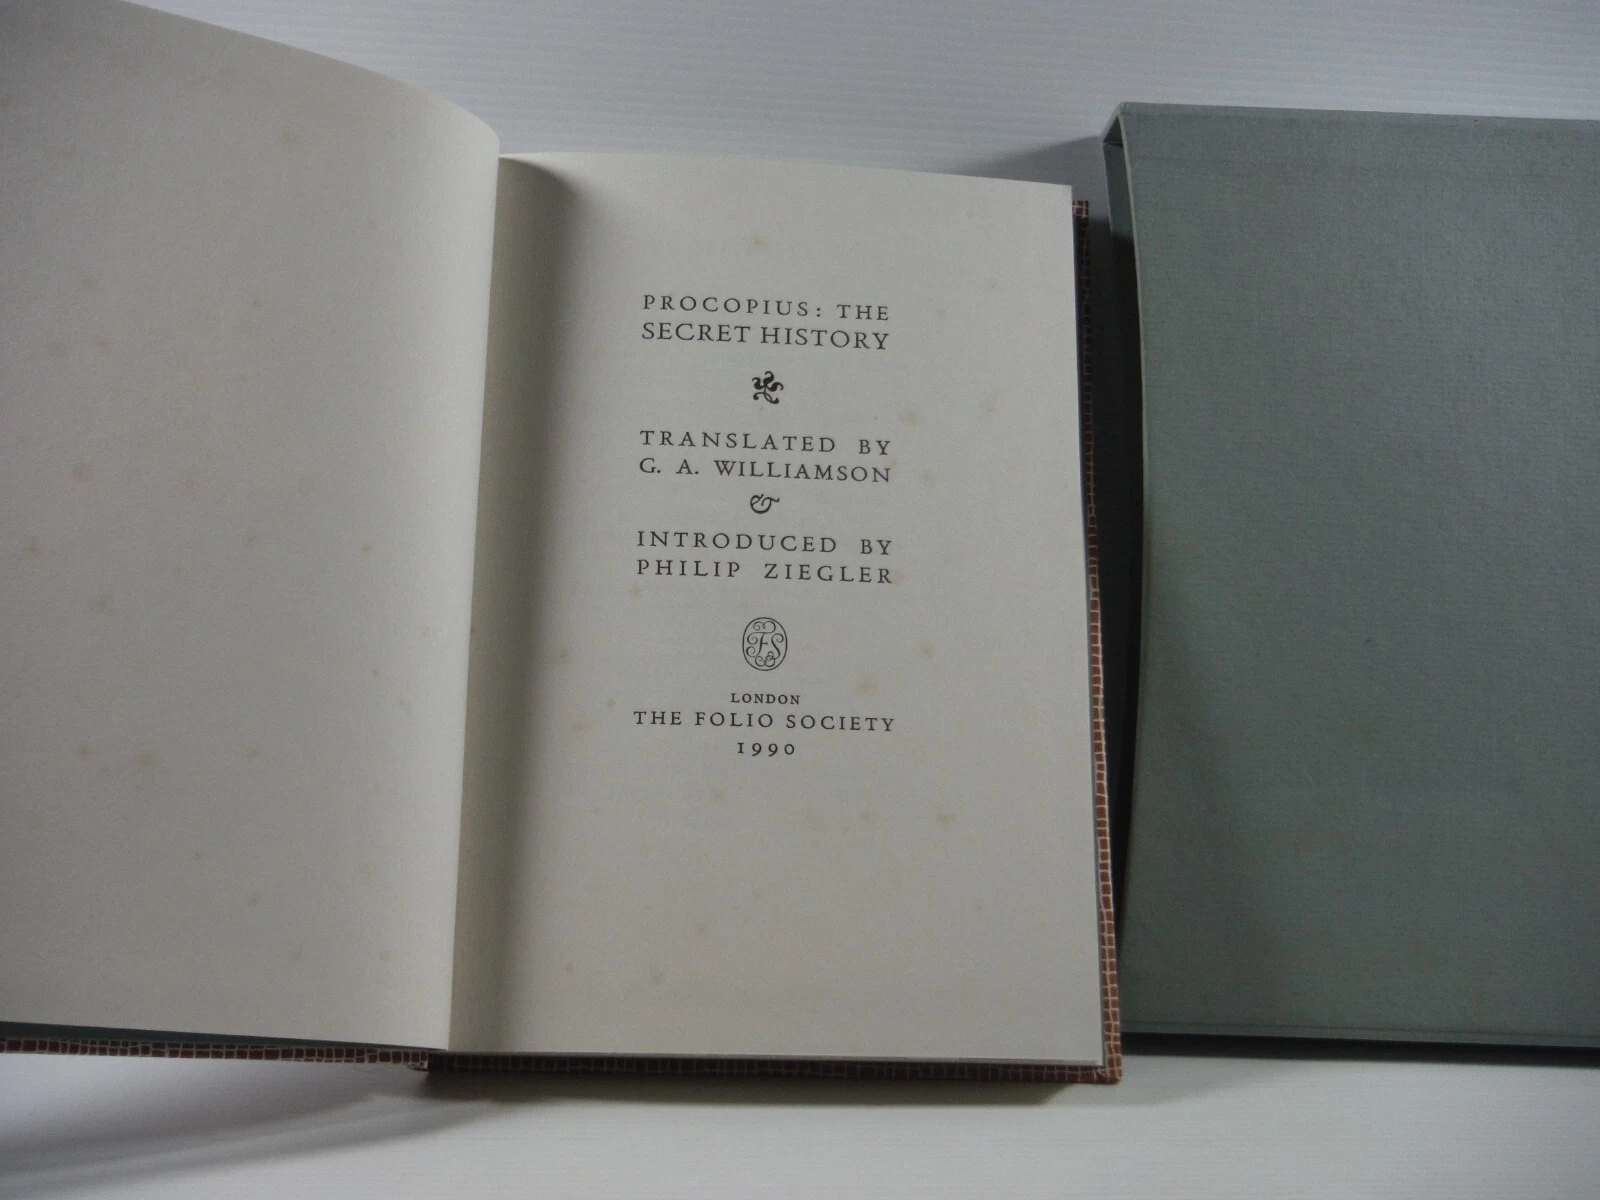 PROCOPIUS: THE
SECRET HISTORY
TRANSLATED BY
G. A. WILLIAMSON
&
INTRODUCED BY
PHILIP ZIEGLER
FS
LONDON
THE FOLIO SOCIETY
1990